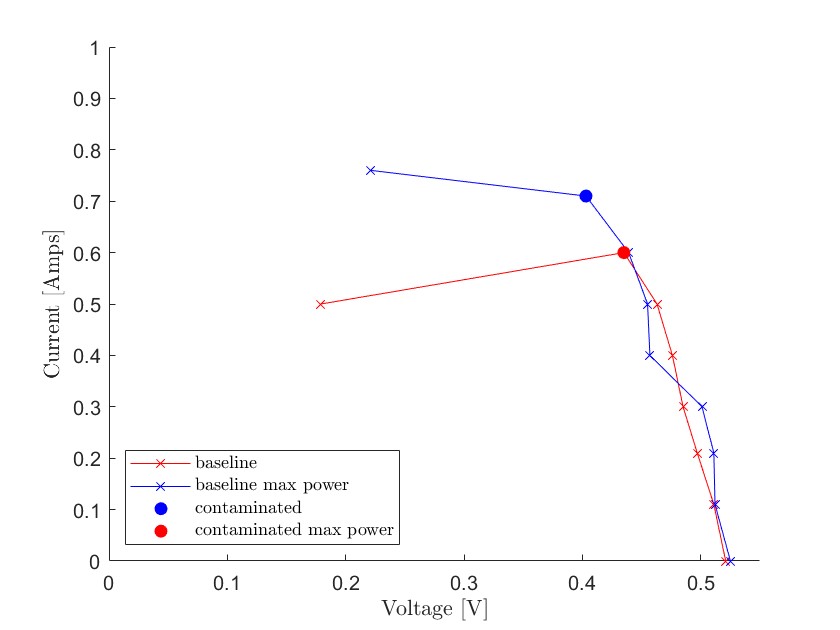 1
0.9
0.8
0.7
0.6
0.5
0.4
0.3
0.2
0.1
0
Current [Amps]
baseline
baseline max power
contaminated
contaminated max power
0 0.1 0.2 0.3 0.4 0.5
Voltage [V]